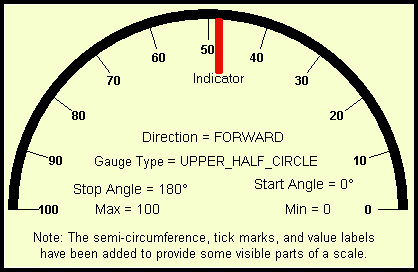 50
60
40
Indicator
70
30
80
20
Direction = FORWARD
90
Gauge Type = UPPER_HALF_CIRCLE
10
Stop Angle = 180°
Start Angle = 0°
100
Max = 100
Min = 0
0
Note: The semi-circumference, tick marks, and value labels
have been added to provide some visible parts of a scale.